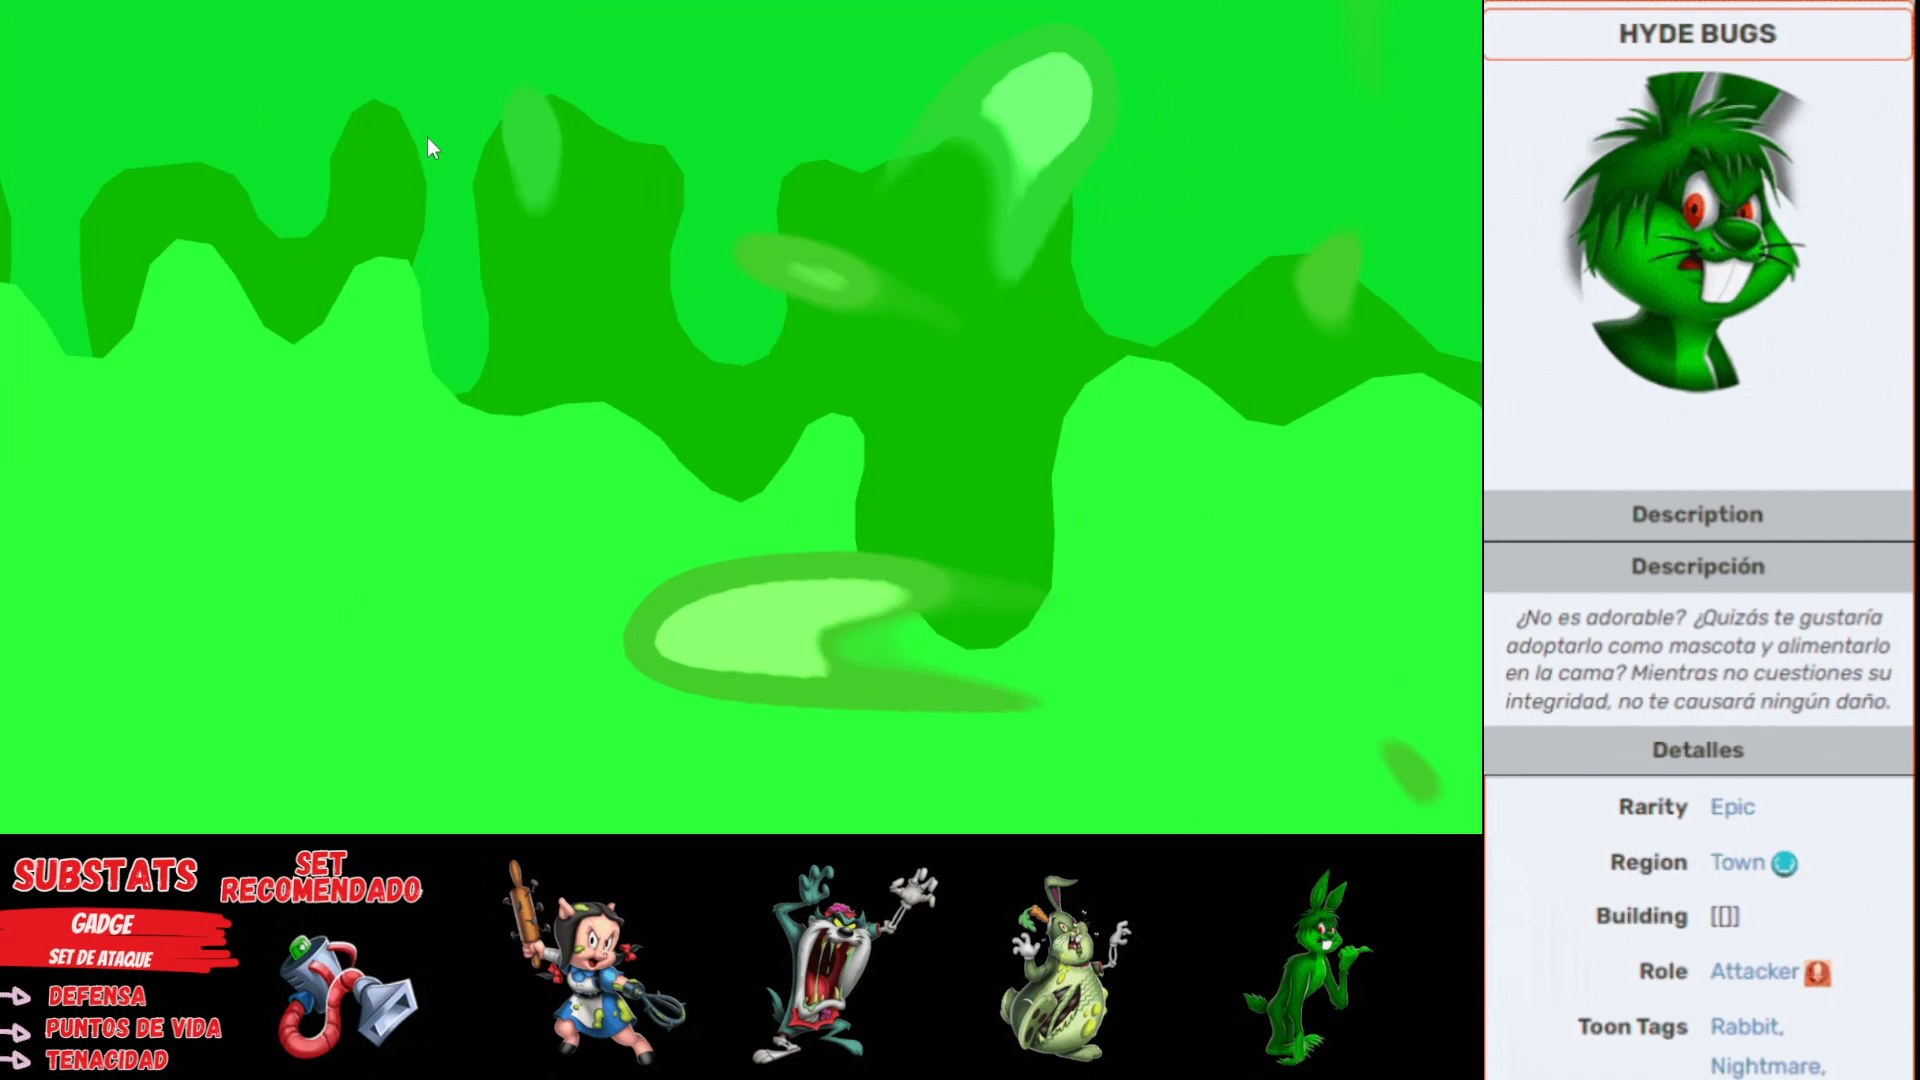 HYDE BUGS
Description
Descripción
¿No es adorable? ¿Quizás te gustaría
adoptarlo como mascota y alimentarlo
en la cama? Mientras no cuestiones su
integridad, no te causará ningún daño.
Detalles
Rarity Epic
Region Town
Building [[]]
Role Attacker
Toon Tags Rabbit,
Nightmare,
SUBSTATS
GADGE
SET DE ATAQUE
DEFENSA
PUNTOS DE VIDA
TENACIDAD
SET
RECOMENDADO